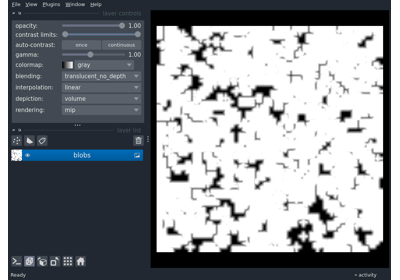 File View Plugins Window Help
layer controls
opacity: 1.00
contrast limits:
auto-contrast: once continuous
gamma: 1.00
colormap: gray
blending: translucent_no_depth
interpolation: linear
depiction: volume
rendering: mip
layer list
blobs
Ready activity